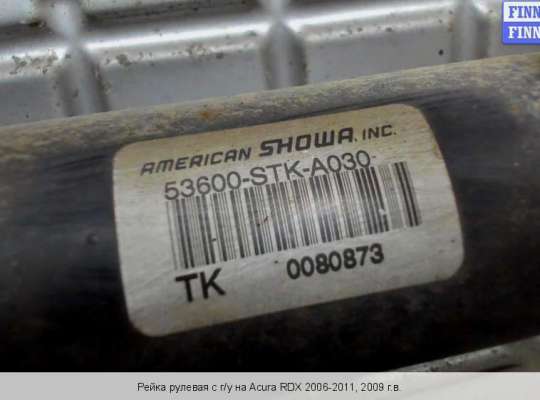 FINN
FINN
AMERICAN SHOWA, INC.
53600-STK-A030
TK 0080873
Рейка рулевая с г/у на Acura RDX 2006-2011, 2009 г.в.